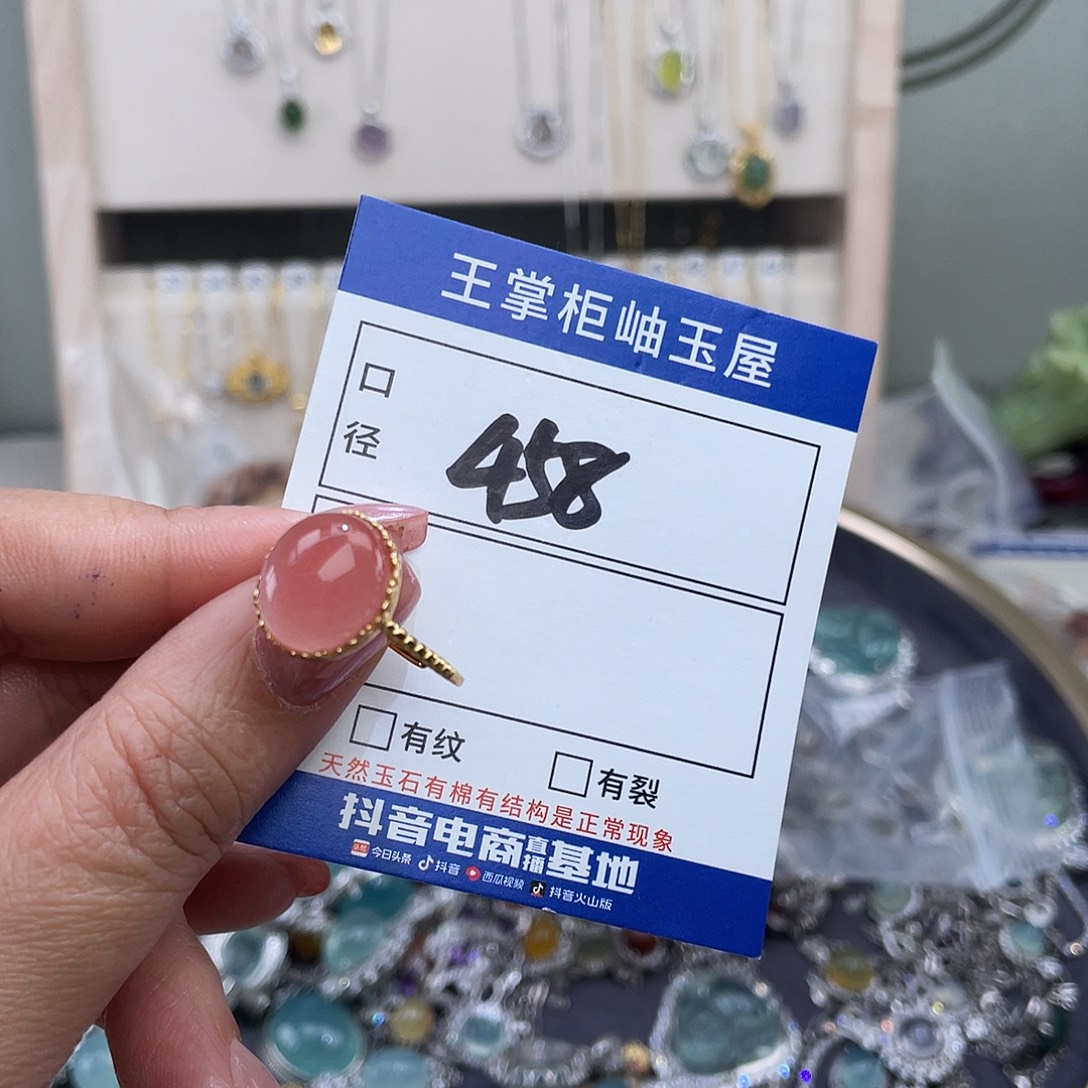 王掌柜岫玉屋
口径
458
有纹
有裂
天然玉石有棉有结构是正常现象
抖音电商直播基地
头条 今日头条 抖音 西瓜视频 抖音火山版